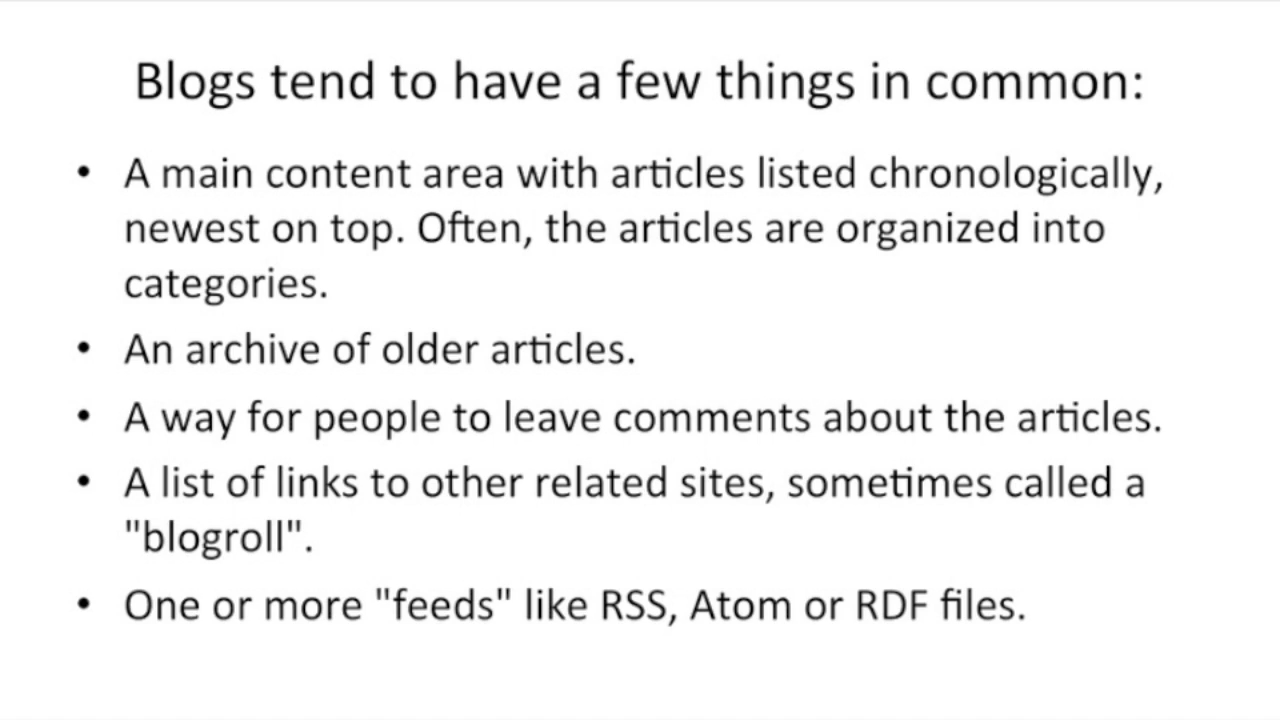 Blogs tend to have a few things in common:
• A main content area with articles listed chronologically,
newest on top. Often, the articles are organized into
categories.
• An archive of older articles.
• A way for people to leave comments about the articles.
• A list of links to other related sites, sometimes called a
"blogroll".
• One or more "feeds" like RSS, Atom or RDF files.